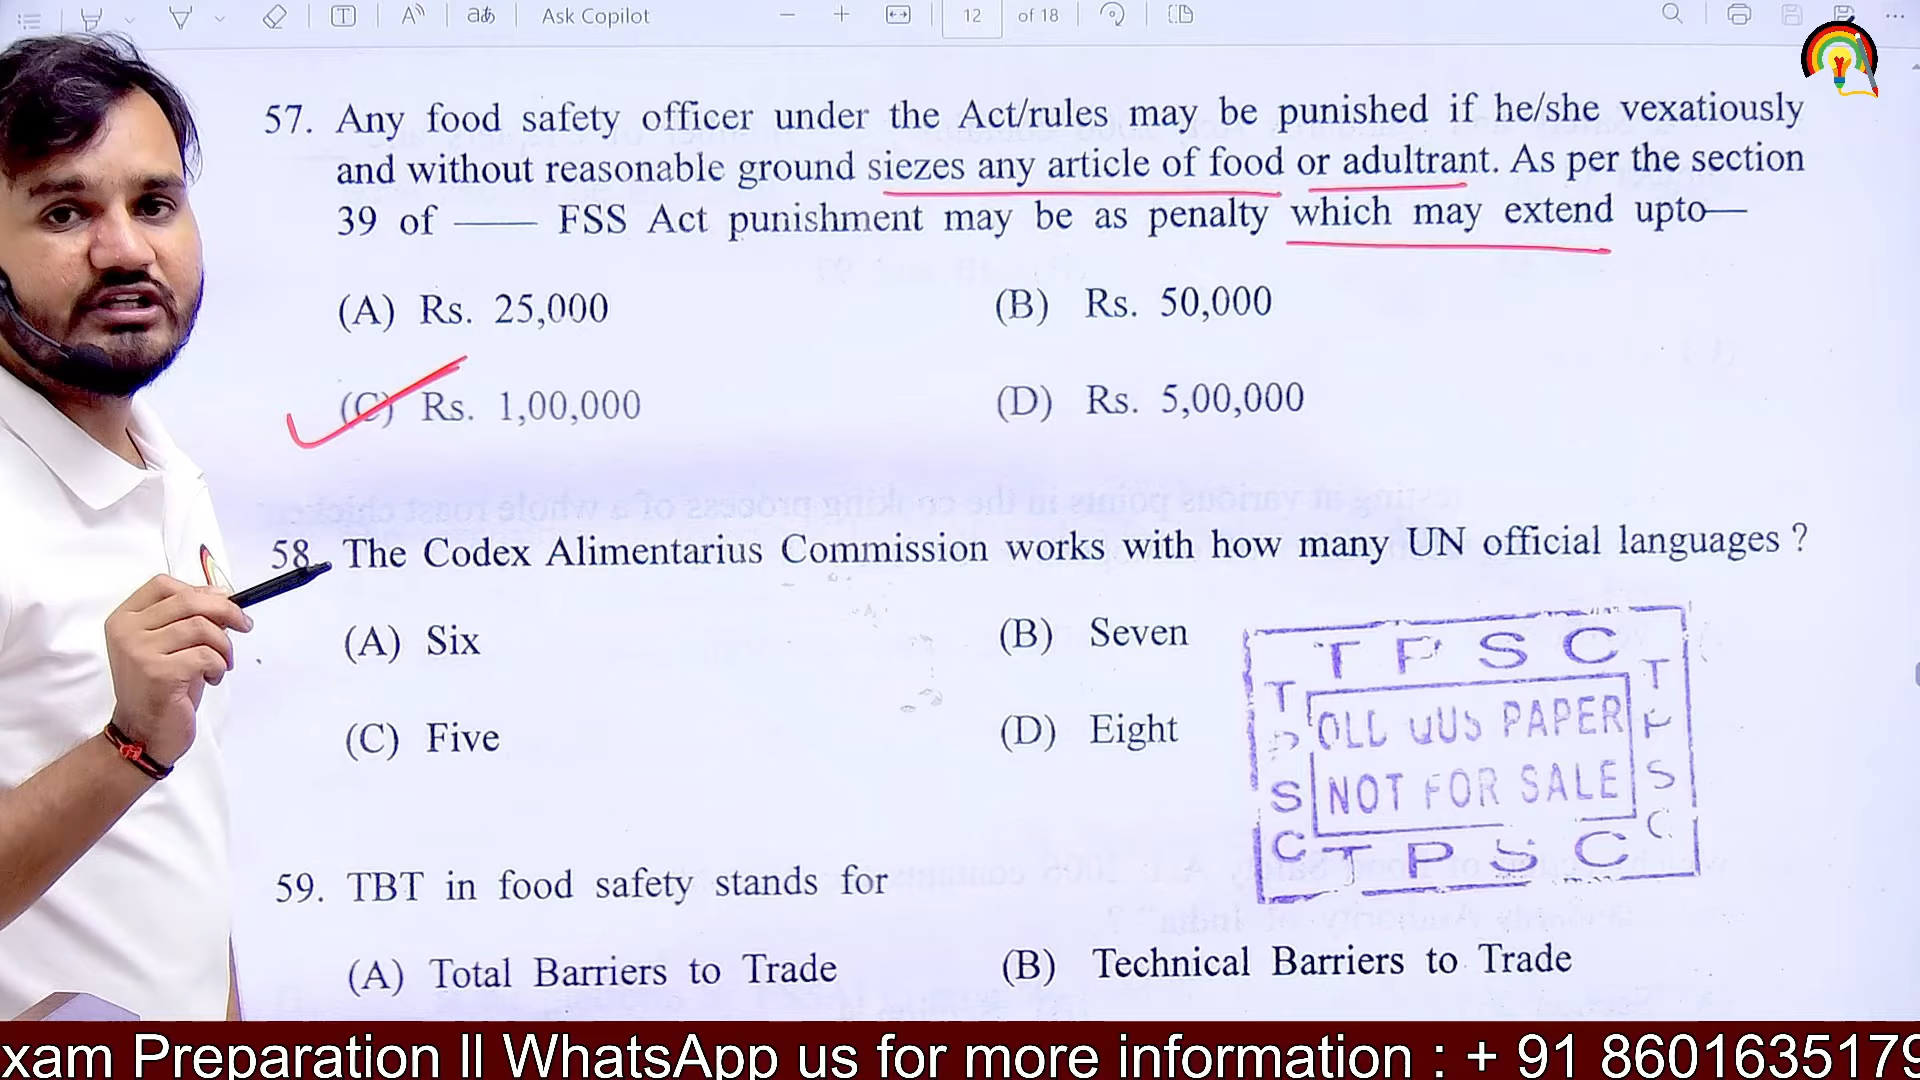 Ask Copilot
12 of 18
57. Any food safety officer under the Act/rules may be punished if he/she vexatiously
and without reasonable ground siezes any article of food or adultrant. As per the section
39 of —— FSS Act punishment may be as penalty which may extend upto—
(A) Rs. 25,000 (B) Rs. 50,000
(C) Rs. 1,00,000 (D) Rs. 5,00,000
58. The Codex Alimentarius Commission works with how many UN official languages ?
(A) Six (B) Seven
(C) Five (D) Eight
T P S C
OLD QUS PAPER
NOT FOR SALE
T P S C
T P S C
T P S C
59. TBT in food safety stands for
(A) Total Barriers to Trade (B) Technical Barriers to Trade
xam Preparation ll WhatsApp us for more information : + 91 8601635179